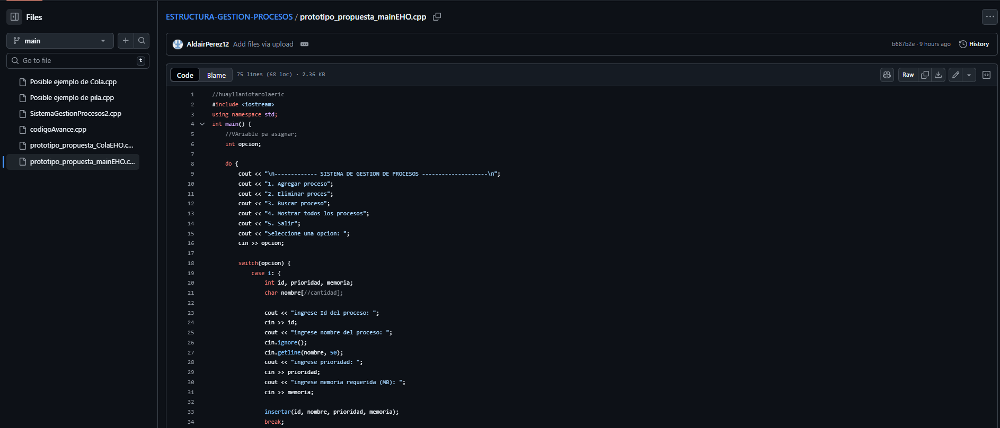 Files
main
Go to file
t
Posible ejemplo de Cola.cpp
Posible ejemplo de pila.cpp
SistemaGestionProcesos2.cpp
codigoAvance.cpp
prototipo_propuesta_ColaEHO.c...
prototipo_propuesta_mainEHO.c...
ESTRUCTURA-GESTION-PROCESOS / prototipo_propuesta_mainEHO.cpp
AldairPerez12 Add files via upload
b687b2e · 9 hours ago History
Code Blame 75 lines (68 loc) · 2.36 KB
Raw
1 //huayllaniotarolaeric
2 #include <iostream>
3 using namespace std;
4 int main() {
5 //VAriable pa asignar;
6 int opcion;
7
8 do {
9 cout << "\n------------- SISTEMA DE GESTION DE PROCESOS --------------------\n";
10 cout << "1. Agregar proceso";
11 cout << "2. Eliminar proces";
12 cout << "3. Buscar proceso";
13 cout << "4. Mostrar todos los procesos";
14 cout << "5. Salir";
15 cout << "Seleccione una opcion: ";
16 cin >> opcion;
17
18 switch(opcion) {
19 case 1: {
20 int id, prioridad, memoria;
21 char nombre[//cantidad];
22
23 cout << "ingrese Id del proceso: ";
24 cin >> id;
25 cout << "ingrese nombre del proceso: ";
26 cin.ignore();
27 cin.getline(nombre, 50);
28 cout << "ingrese prioridad: ";
29 cin >> prioridad;
30 cout << "ingrese memoria requerida (MB): ";
31 cin >> memoria;
32
33 insertar(id, nombre, prioridad, memoria);
34 break;